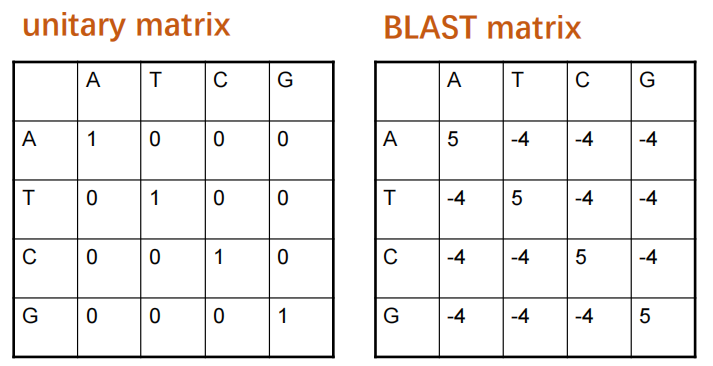 unitary matrix
A T C G
A 1 0 0 0
T 0 1 0 0
C 0 0 1 0
G 0 0 0 1
BLAST matrix
A T C G
A 5 -4 -4 -4
T -4 5 -4 -4
C -4 -4 5 -4
G -4 -4 -4 5